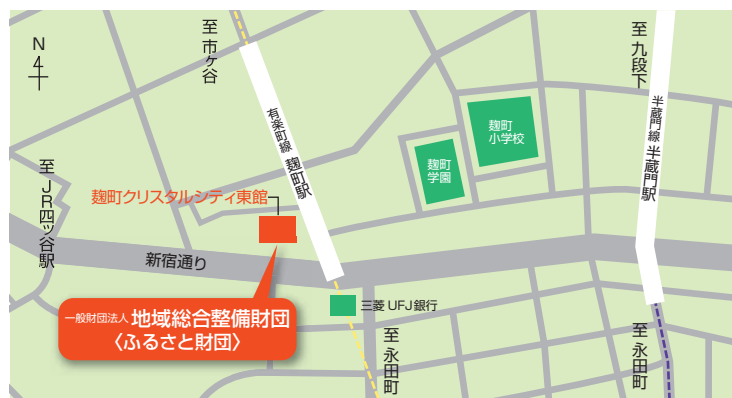 N
至 市ヶ谷
至 九段下
有楽町線 麹町駅
半蔵門線 半蔵門駅
麹町
小学校
麹町
学園
至 JR四ッ谷駅
麹町クリスタルシティ東館
新宿通り
三菱UFJ銀行
一般財団法人 地域総合整備財団
〈ふるさと財団〉
至 永田町
至 永田町